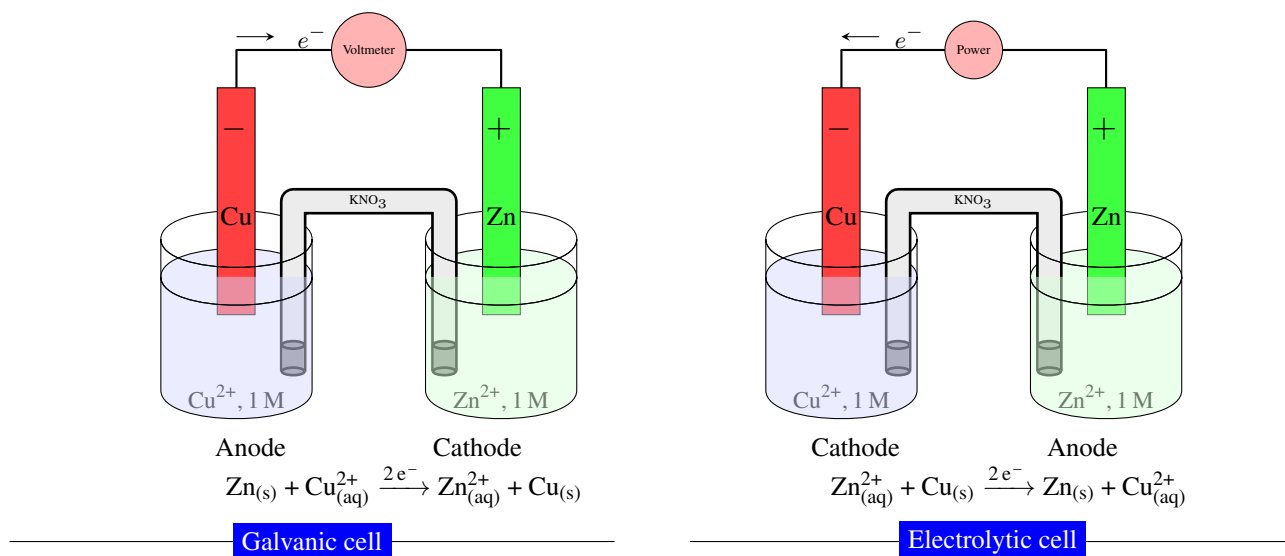 e⁻ Voltmeter
− +
Cu KNO₃ Zn
Cu²⁺, 1 M Zn²⁺, 1 M
Anode Cathode
Zn₍s₎ + Cu²⁺₍aq₎ —2 e⁻→ Zn²⁺₍aq₎ + Cu₍s₎
Galvanic cell
e⁻ Power
− +
Cu KNO₃ Zn
Cu²⁺, 1 M Zn²⁺, 1 M
Cathode Anode
Zn²⁺₍aq₎ + Cu₍s₎ —2 e⁻→ Zn₍s₎ + Cu²⁺₍aq₎
Electrolytic cell